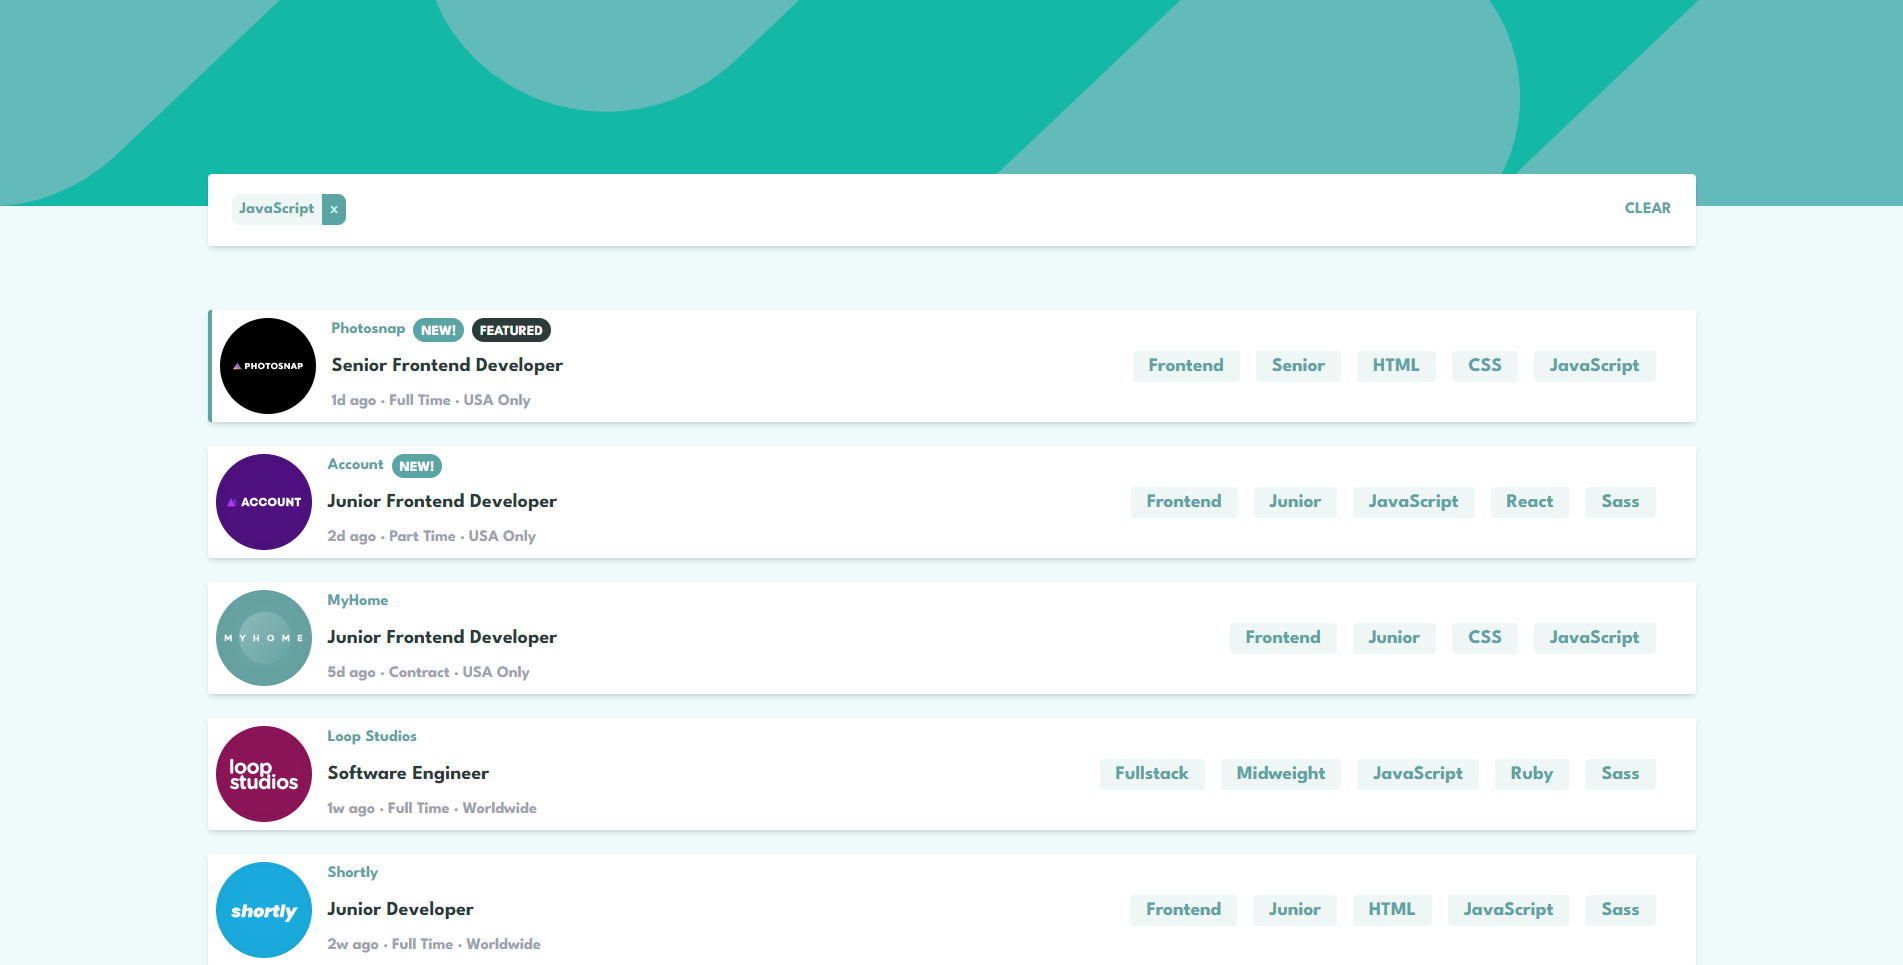 JavaScript x CLEAR
PHOTOSNAP
Photosnap NEW! FEATURED
Senior Frontend Developer
1d ago · Full Time · USA Only
Frontend Senior HTML CSS JavaScript
ACCOUNT
Account NEW!
Junior Frontend Developer
2d ago · Part Time · USA Only
Frontend Junior JavaScript React Sass
MYHOME
MyHome
Junior Frontend Developer
5d ago · Contract · USA Only
Frontend Junior CSS JavaScript
loop
studios
Loop Studios
Software Engineer
1w ago · Full Time · Worldwide
Fullstack Midweight JavaScript Ruby Sass
shortly
Shortly
Junior Developer
2w ago · Full Time · Worldwide
Frontend Junior HTML JavaScript Sass